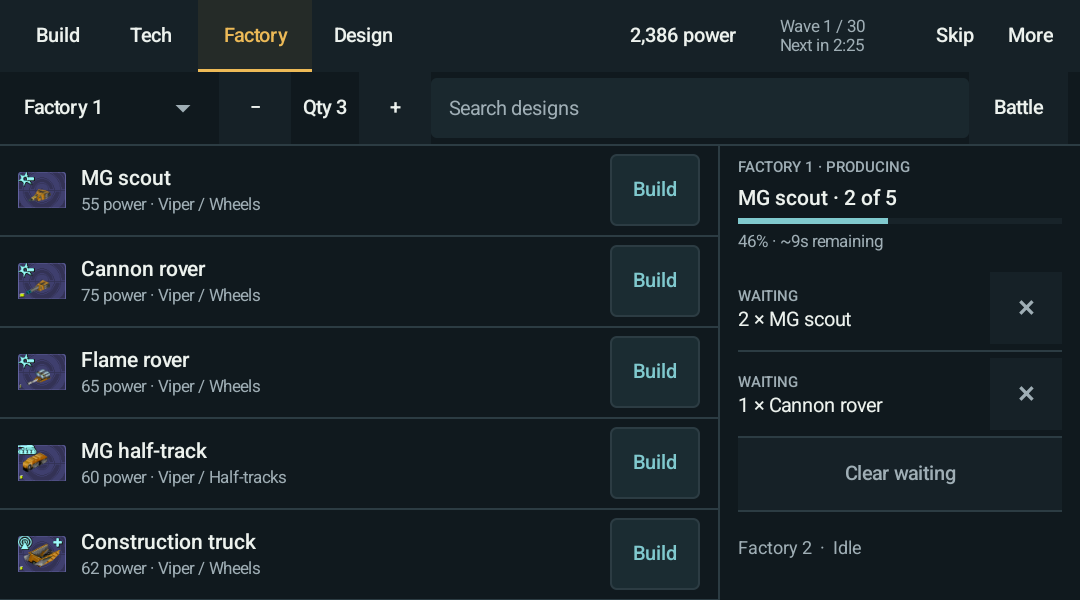 Build
Tech
Factory
Design
2,386 power
Wave 1 / 30
Next in 2:25
Skip
More
Factory 1
−
Qty 3
+
Search designs
Battle
MG scout
55 power · Viper / Wheels
Build
Cannon rover
75 power · Viper / Wheels
Build
Flame rover
65 power · Viper / Wheels
Build
MG half-track
60 power · Viper / Half-tracks
Build
Construction truck
62 power · Viper / Wheels
Build
FACTORY 1 · PRODUCING
MG scout · 2 of 5
46% · ~9s remaining
WAITING
2 × MG scout
×
WAITING
1 × Cannon rover
×
Clear waiting
Factory 2 · Idle